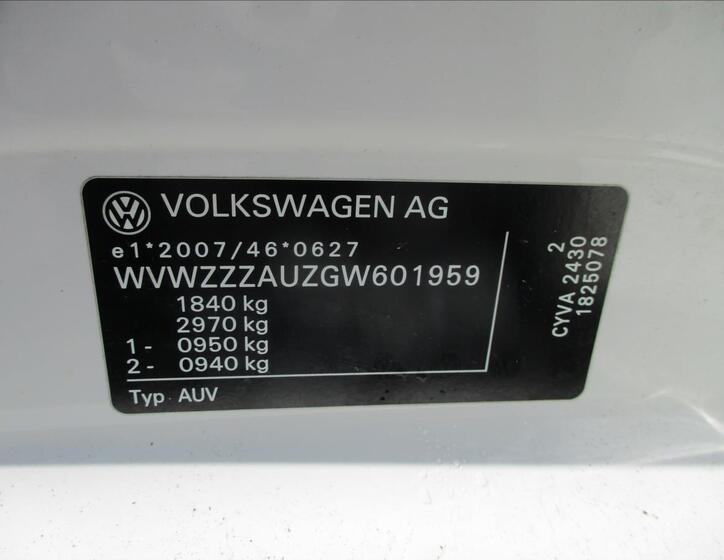 VOLKSWAGEN AG
e1*2007/46*0627
WVWZZZAUZGW601959
1840 kg
2970 kg
1 - 0950 kg
2 - 0940 kg
Typ AUV
2
CYVA 2430
1825078